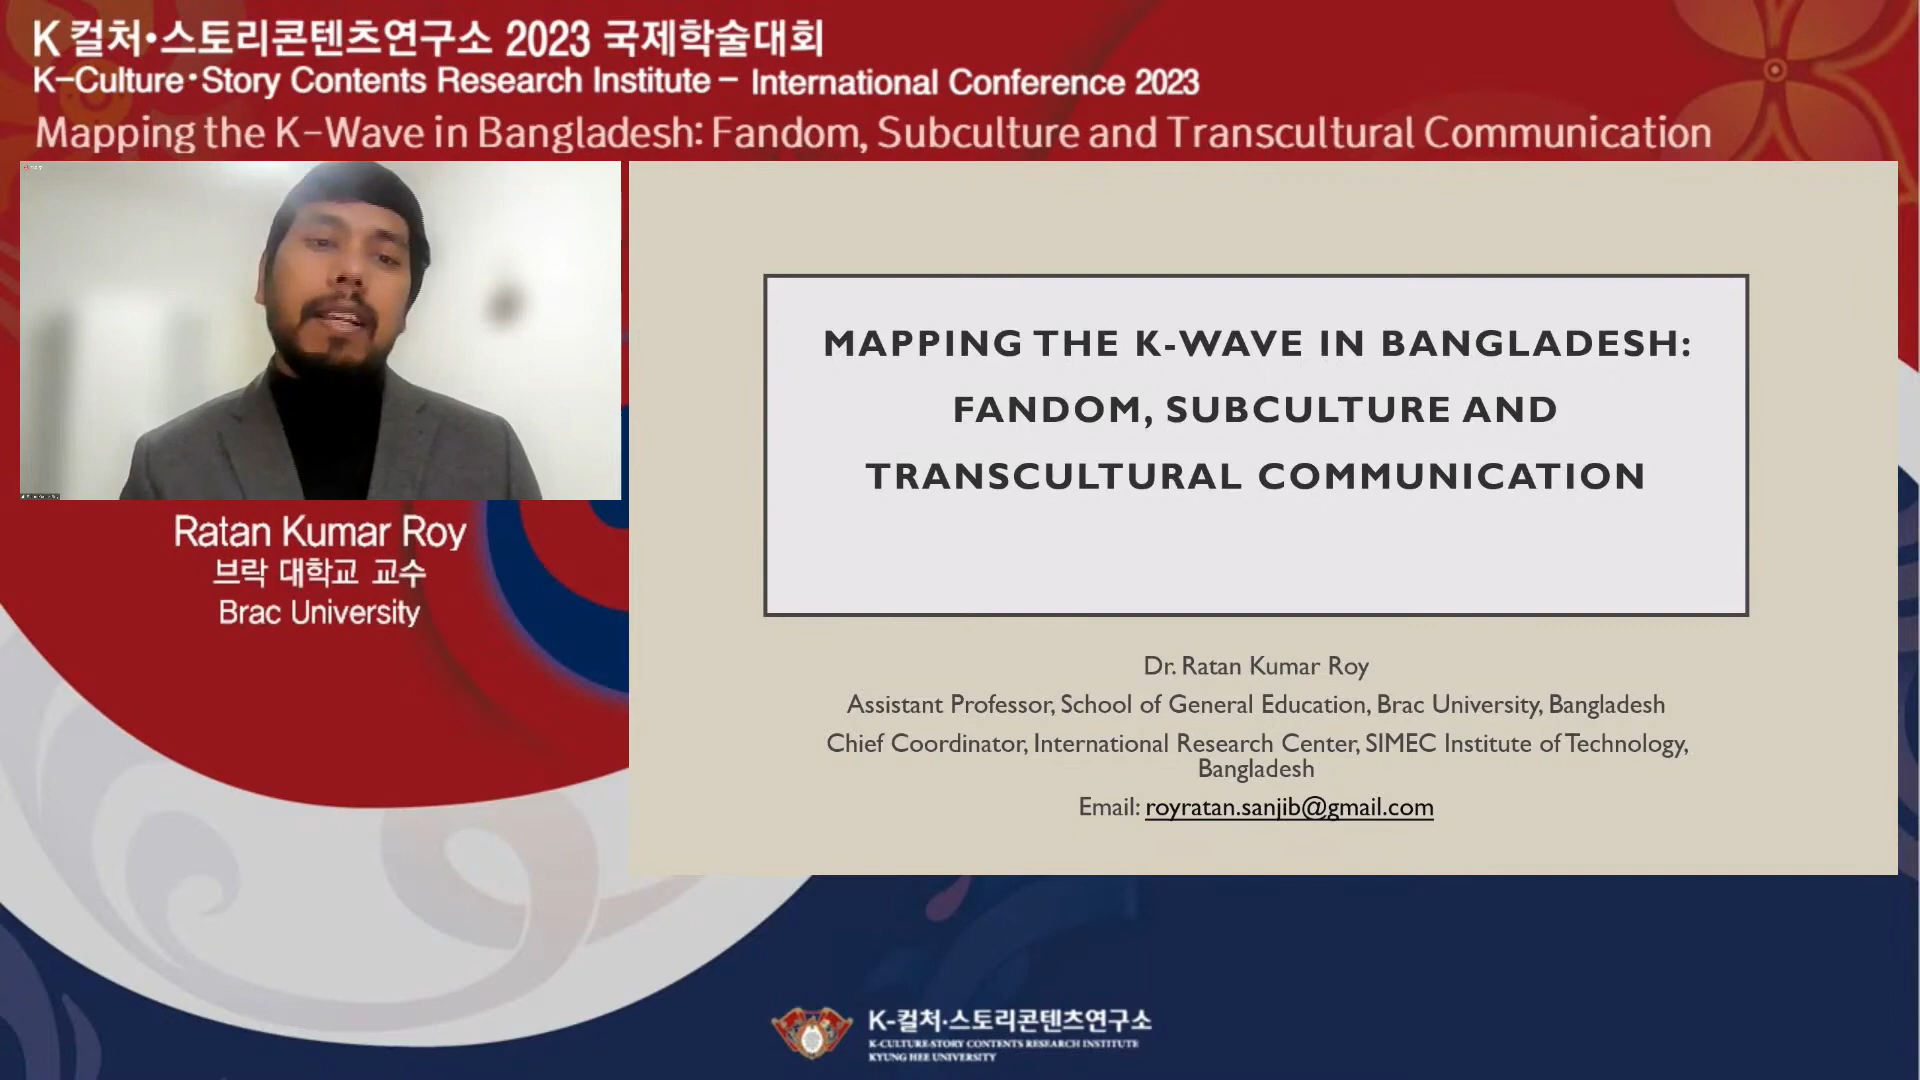 K 컬처•스토리콘텐츠연구소 2023 국제학술대회
K-Culture•Story Contents Research Institute - International Conference 2023
Mapping the K-Wave in Bangladesh: Fandom, Subculture and Transcultural Communication
Ratan Kumar Roy
브락 대학교 교수
Brac University
MAPPING THE K-WAVE IN BANGLADESH:
FANDOM, SUBCULTURE AND
TRANSCULTURAL COMMUNICATION
Dr. Ratan Kumar Roy
Assistant Professor, School of General Education, Brac University, Bangladesh
Chief Coordinator, International Research Center, SIMEC Institute of Technology,
Bangladesh
Email: royratan.sanjib@gmail.com
K-컬처•스토리콘텐츠연구소
K-CULTURE•STORY CONTENTS RESEARCH INSTITUTE
KYUNG HEE UNIVERSITY